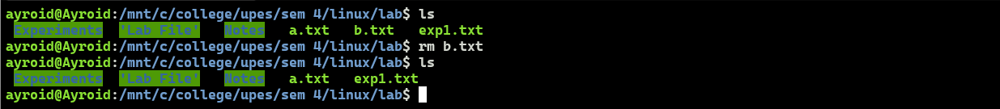 ayroid@Ayroid:/mnt/c/college/upes/sem 4/linux/lab$ ls
Experiments 'Lab File' Notes a.txt b.txt exp1.txt
ayroid@Ayroid:/mnt/c/college/upes/sem 4/linux/lab$ rm b.txt
ayroid@Ayroid:/mnt/c/college/upes/sem 4/linux/lab$ ls
Experiments 'Lab File' Notes a.txt exp1.txt
ayroid@Ayroid:/mnt/c/college/upes/sem 4/linux/lab$